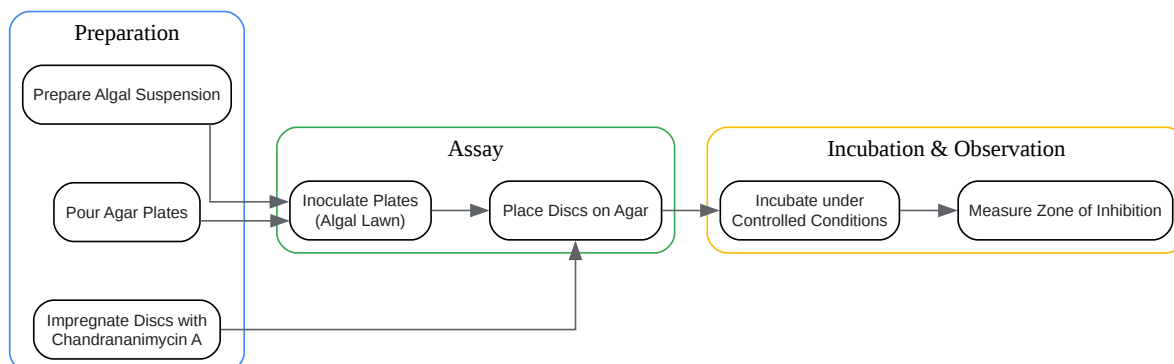 Preparation
Prepare Algal Suspension
Pour Agar Plates
Impregnate Discs with
Chandrananimycin A
Assay
Inoculate Plates
(Algal Lawn)
Place Discs on Agar
Incubation & Observation
Incubate under
Controlled Conditions
Measure Zone of Inhibition